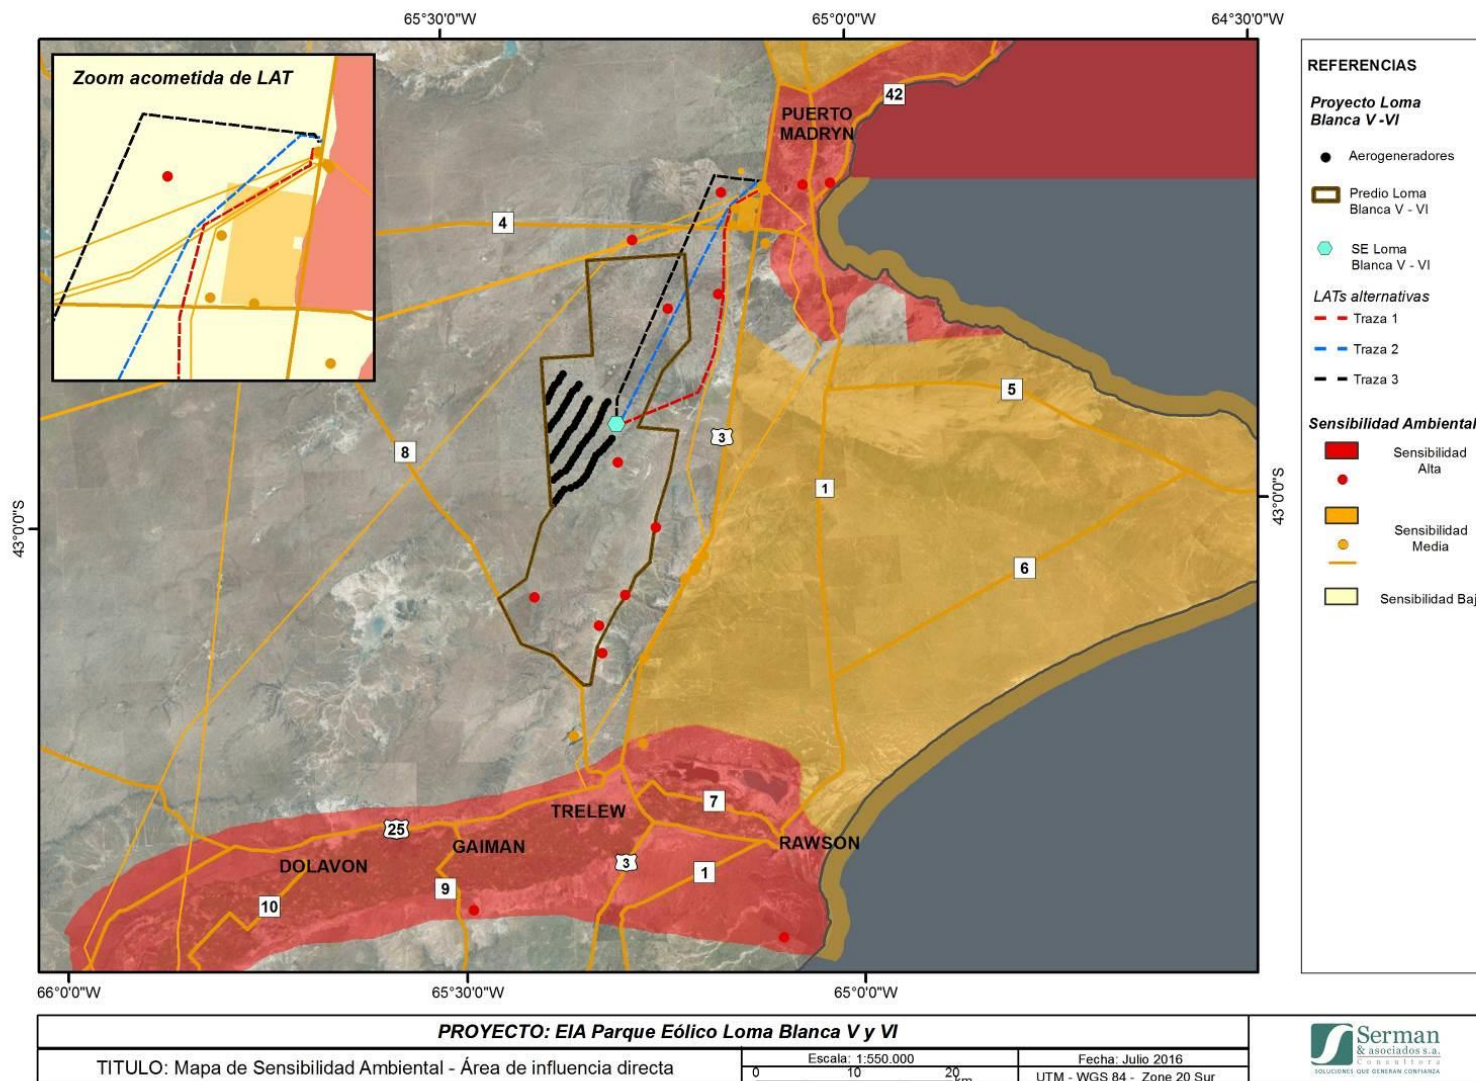 65°30'0"W
65°0'0"W
64°30'0"W
Zoom acometida de LAT
PUERTO
MADRYN
42
4
5
8
3
1
6
43°0'0"S
43°0'0"S
TRELEW
7
25
GAIMAN
RAWSON
DOLAVON
3
1
9
10
66°0'0"W
65°30'0"W
65°0'0"W
REFERENCIAS
Proyecto Loma
Blanca V -VI
Aerogeneradores
Predio Loma
Blanca V - VI
SE Loma
Blanca V - VI
LATs alternativas
Traza 1
Traza 2
Traza 3
Sensibilidad Ambiental
Sensibilidad
Alta
Sensibilidad
Media
Sensibilidad Baj
PROYECTO: EIA Parque Eólico Loma Blanca V y VI
TITULO: Mapa de Sensibilidad Ambiental - Área de influencia directa
Escala: 1:550.000
0 10 20
km
Fecha: Julio 2016
UTM - WGS 84 - Zone 20 Sur
Serman
& asociados s.a.
Consultora
SOLUCIONES QUE GENERAN CONFIANZA